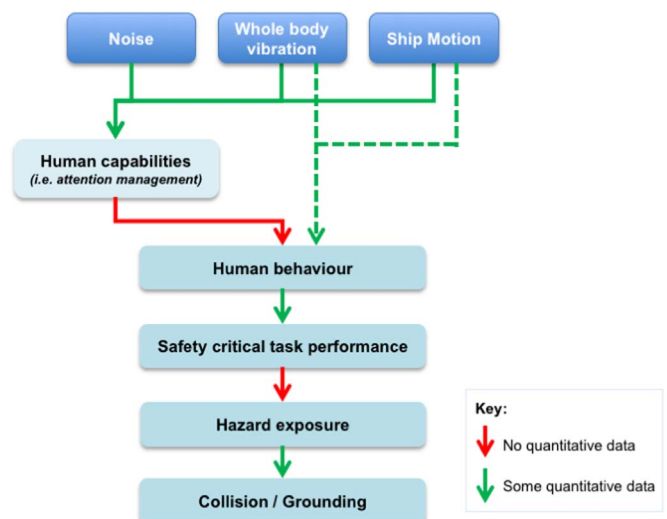 Noise
Whole body
vibration
Ship Motion
Human capabilities
(i.e. attention management)
Human behaviour
Safety critical task performance
Hazard exposure
Collision / Grounding
Key:
No quantitative data
Some quantitative data